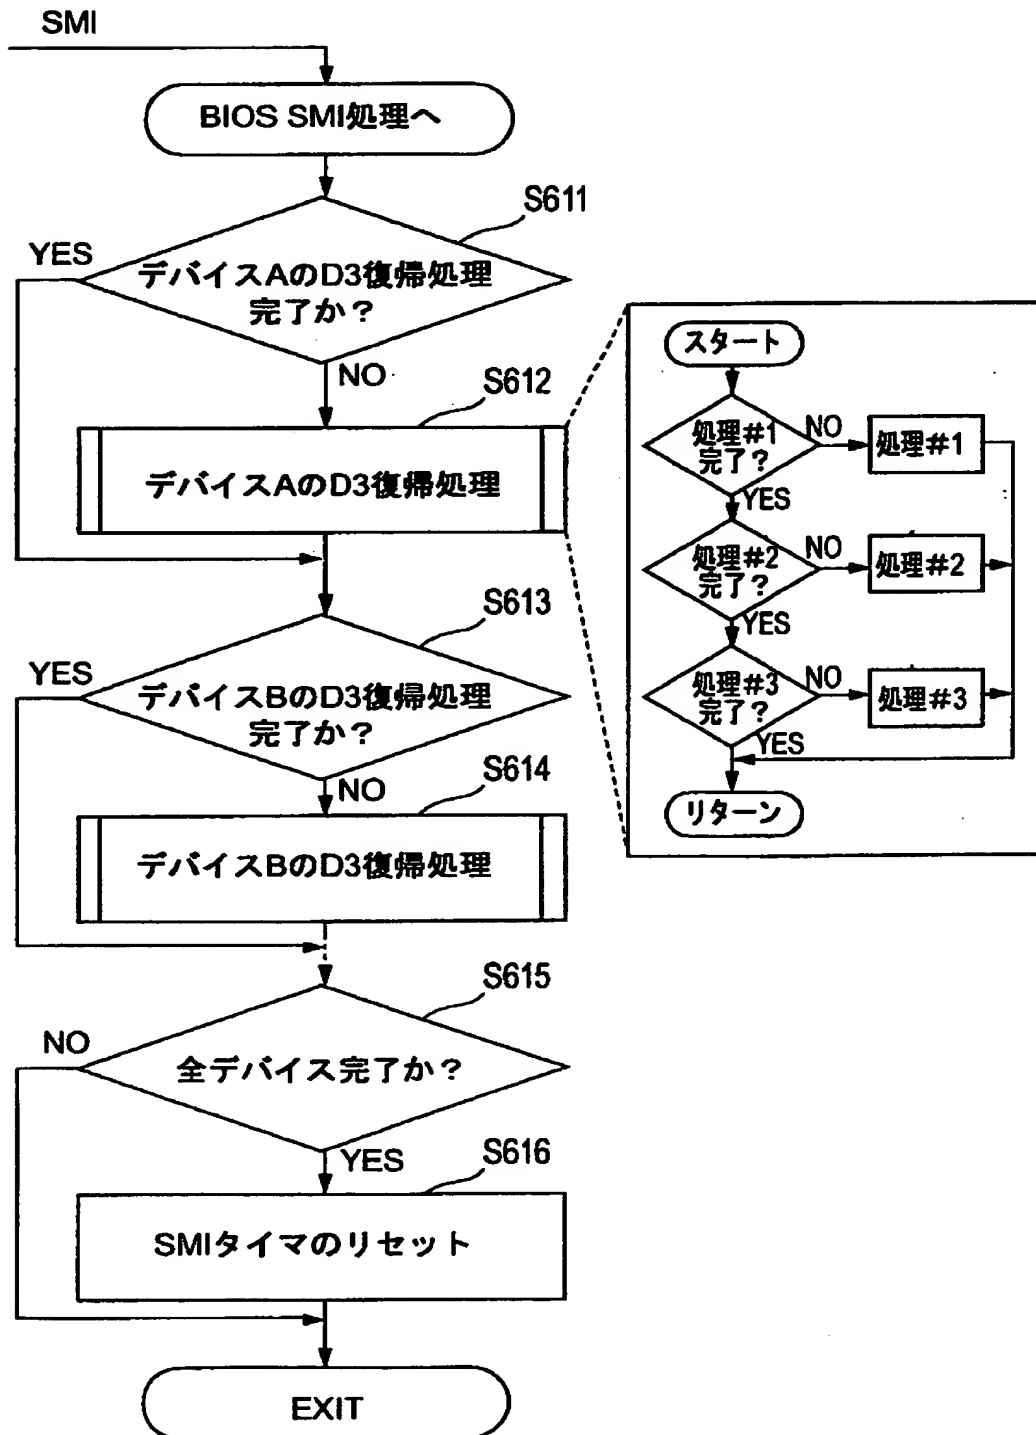 SMI
BIOS SMI処理へ
S611
YES
デバイスAのD3復帰処理
完了か？
NO
S612
デバイスAのD3復帰処理
S613
YES
デバイスBのD3復帰処理
完了か？
NO
S614
デバイスBのD3復帰処理
S615
NO
全デバイス完了か？
YES
S616
SMIタイマのリセット
EXIT
スタート
処理#1
完了？
NO
処理#1
YES
処理#2
完了？
NO
処理#2
YES
処理#3
完了？
NO
処理#3
YES
リターン